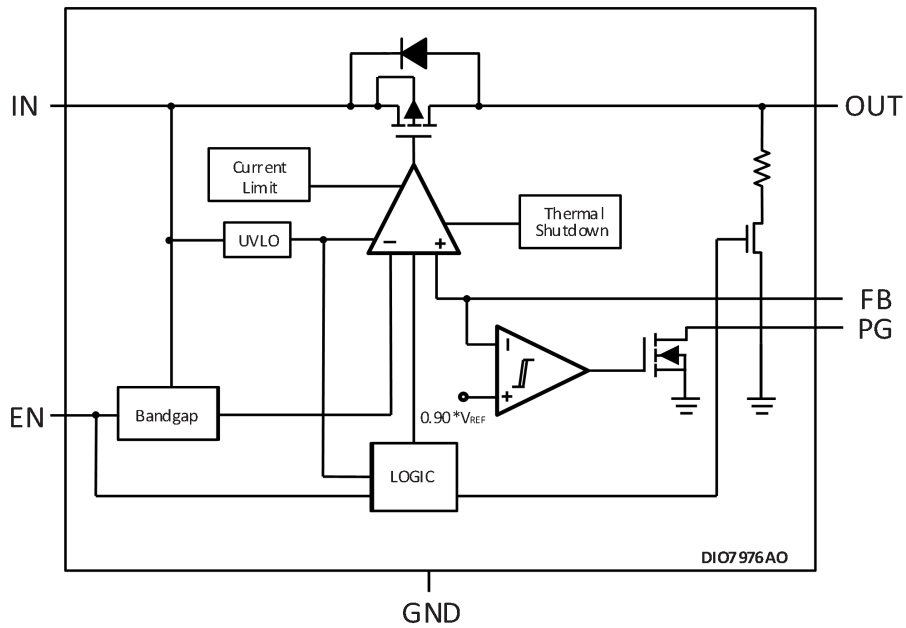 IN
OUT
Current
Limit
Thermal
Shutdown
UVLO
−
+
FB
PG
−
+
0.90*VREF
EN
Bandgap
LOGIC
DIO7976AO
GND